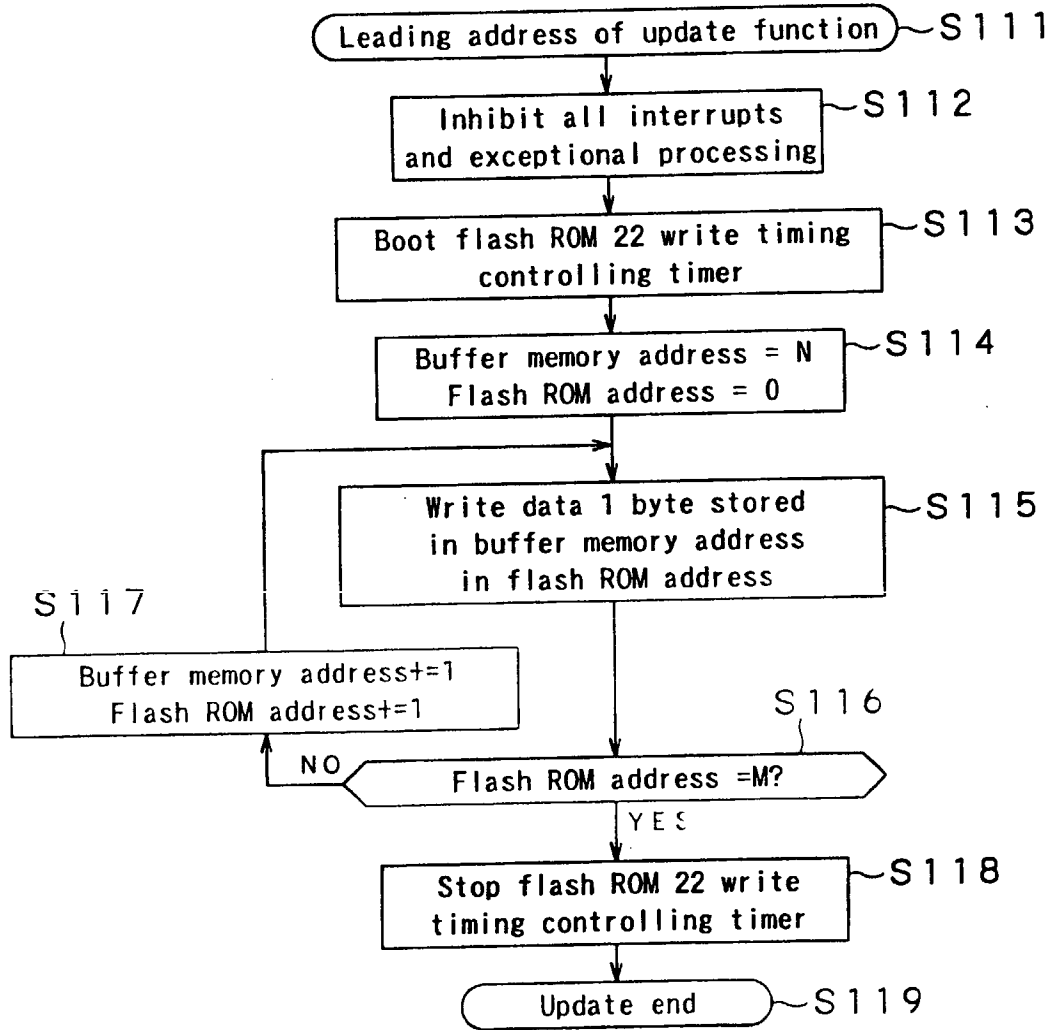 Leading address of update function
S111
Inhibit all interrupts
and exceptional processing
S112
Boot flash ROM 22 write timing
controlling timer
S113
Buffer memory address = N
Flash ROM address = 0
S114
Write data 1 byte stored
in buffer memory address
in flash ROM address
S115
S117
Buffer memory address+=1
Flash ROM address+=1
S116
NO
Flash ROM address =M?
YES
Stop flash ROM 22 write
timing controlling timer
S118
Update end
S119